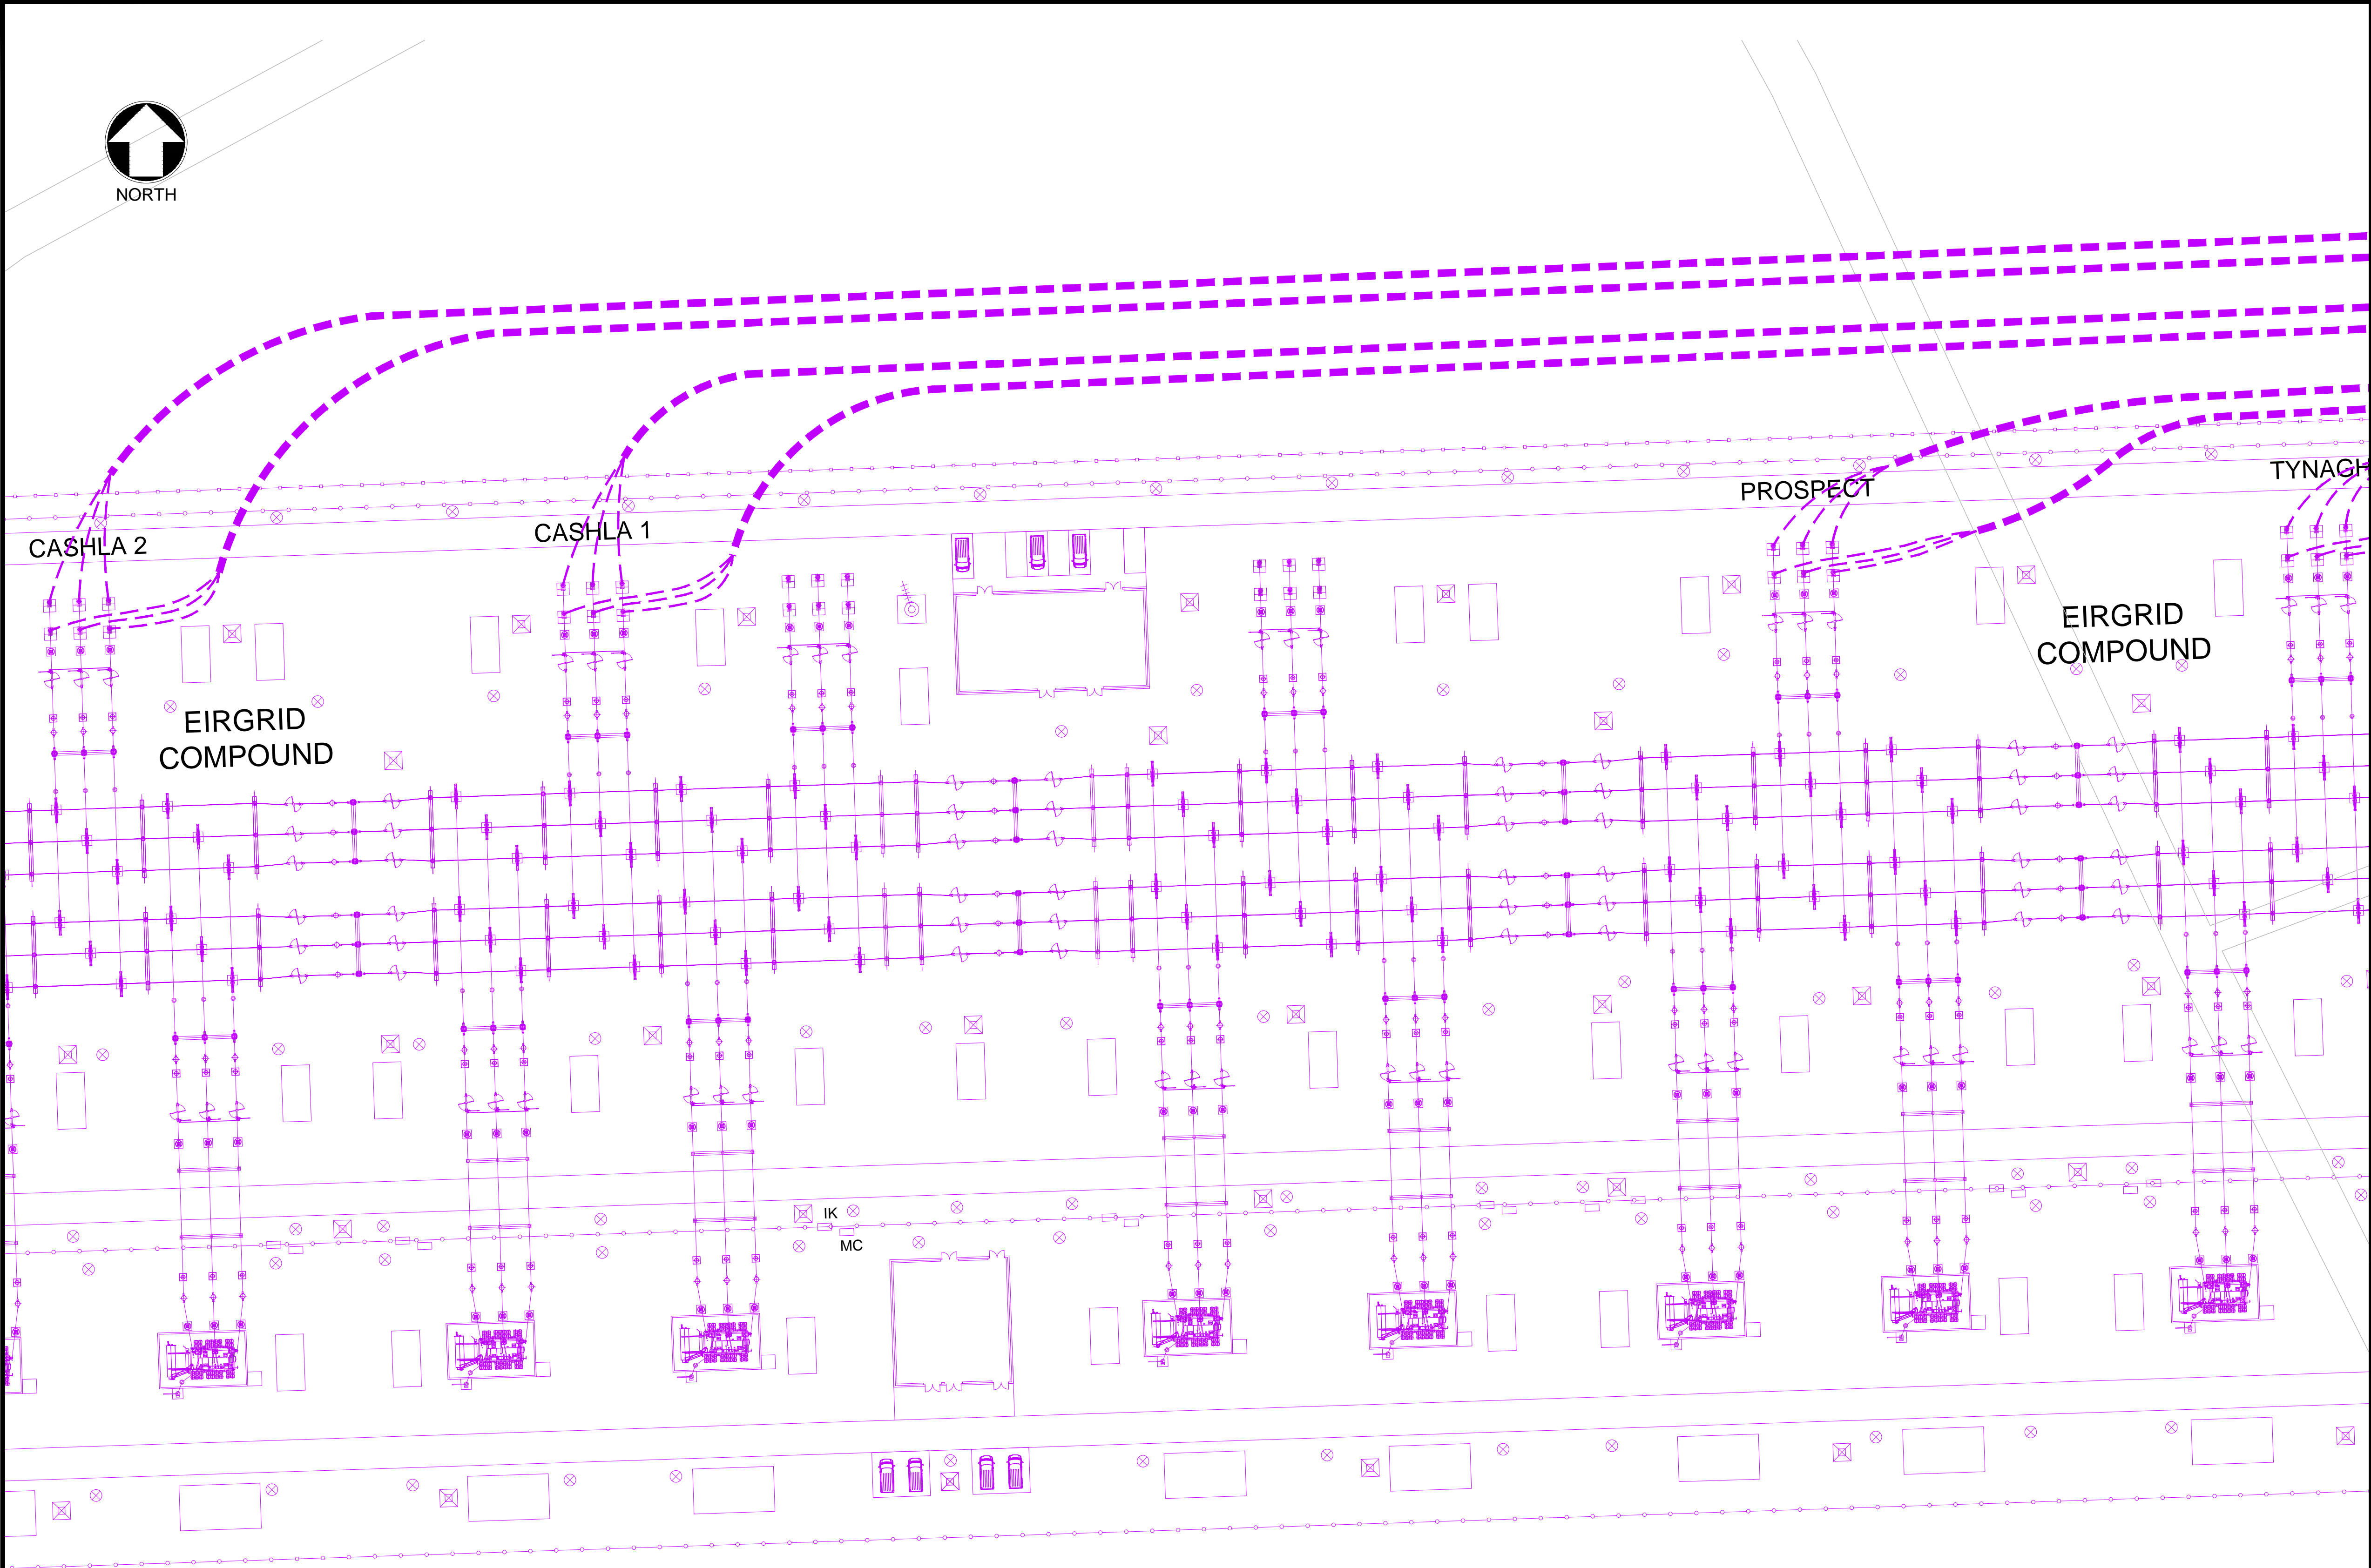 NORTH
TYNAGH
PROSPECT
CASHLA 1
CASHLA 2
EIRGRID
COMPOUND
EIRGRID
COMPOUND
IK
MC